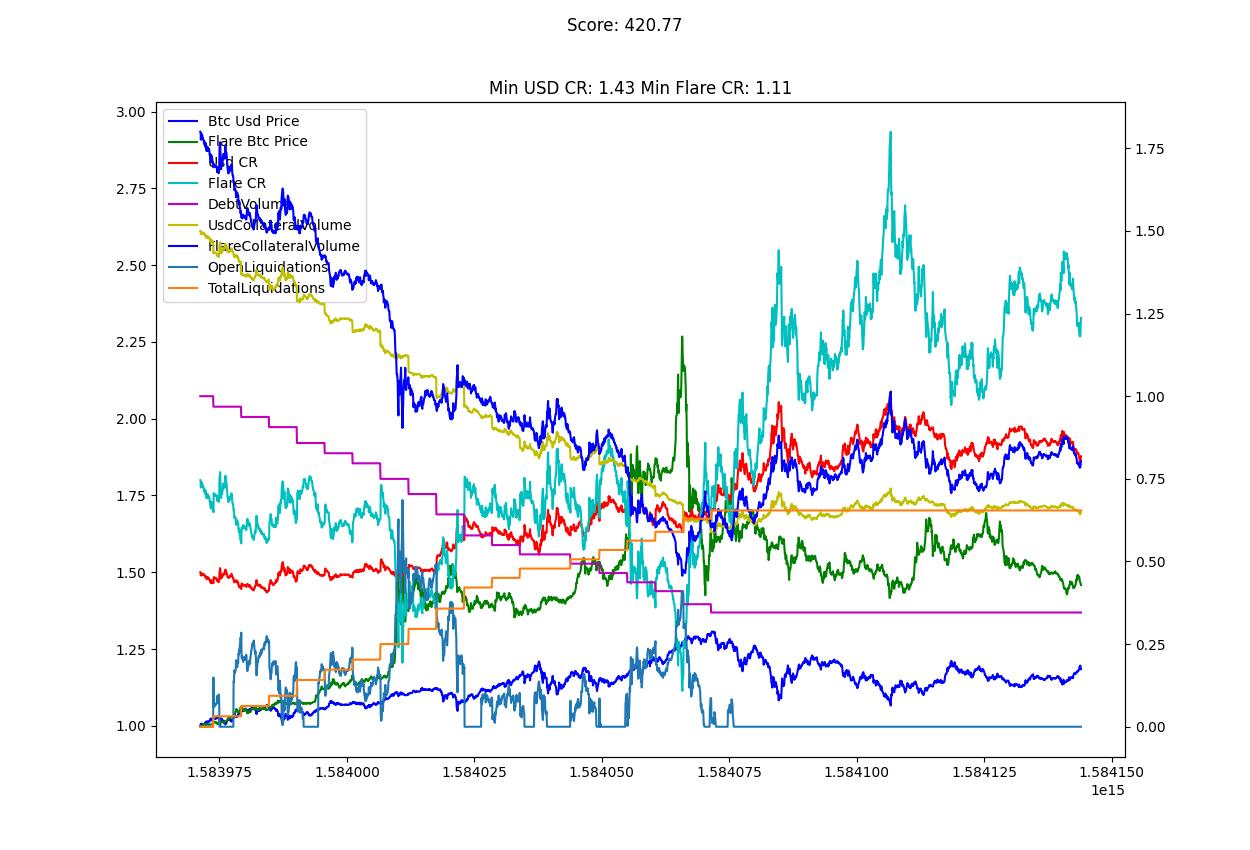 Score: 420.77
Min USD CR: 1.43 Min Flare CR: 1.11
Btc Usd Price
Flare Btc Price
Usd CR
Flare CR
DebtVolume
UsdCollateralVolume
FlareCollateralVolume
OpenLiquidations
TotalLiquidations
3.00
2.75
2.50
2.25
2.00
1.75
1.50
1.25
1.00
1.75
1.50
1.25
1.00
0.75
0.50
0.25
0.00
1.583975 1.584000 1.584025 1.584050 1.584075 1.584100 1.584125 1.584150
1e15